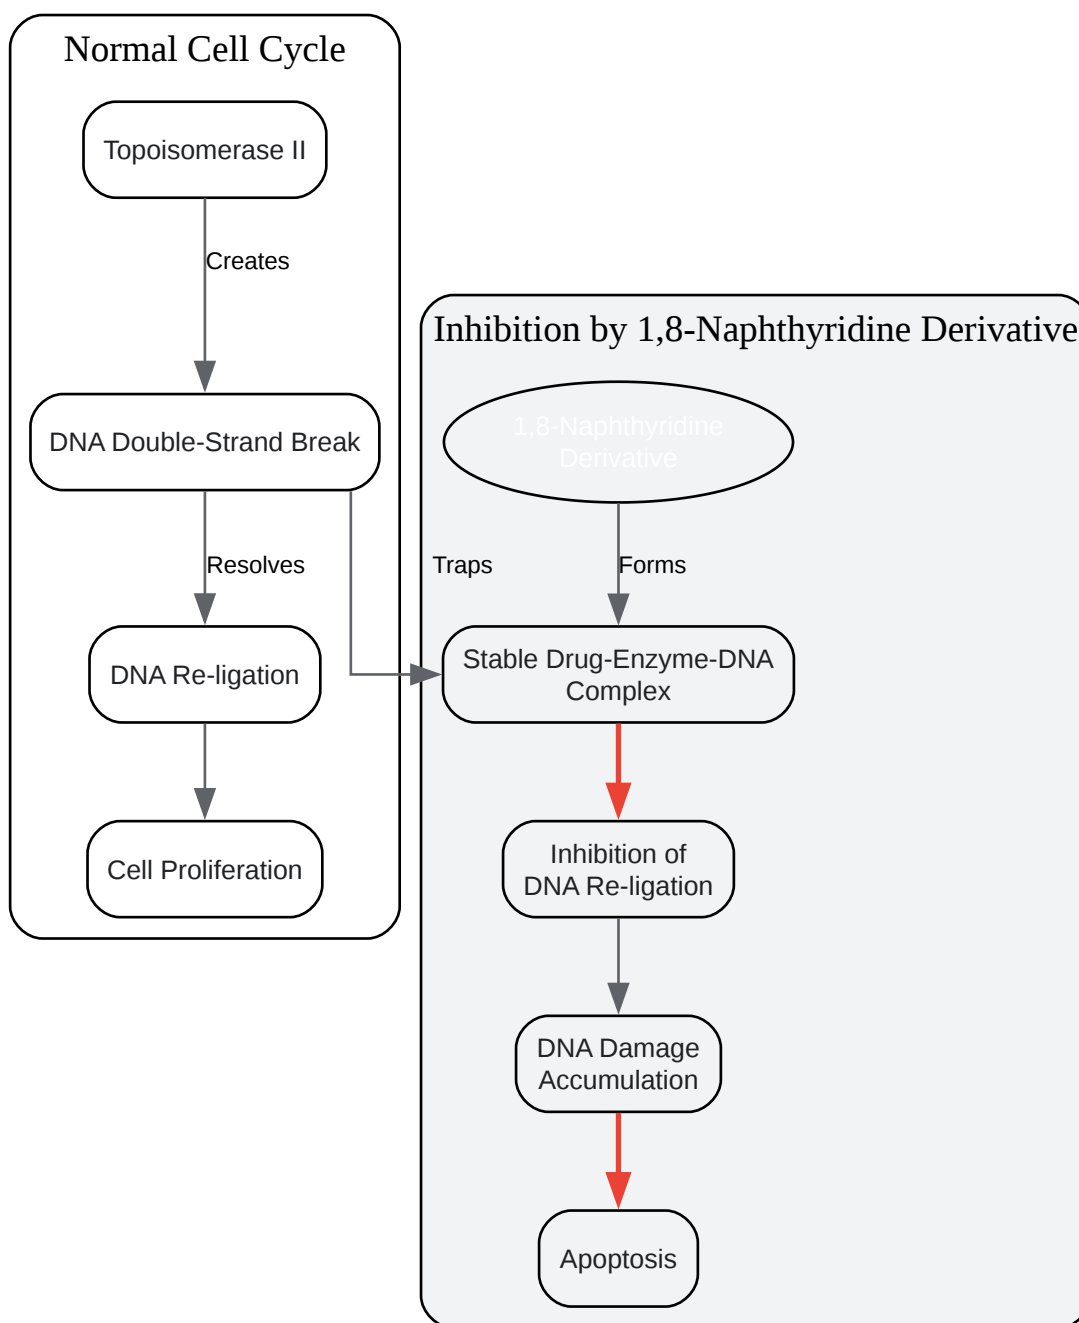 Normal Cell Cycle
Topoisomerase II
Creates
DNA Double-Strand Break
Resolves
DNA Re-ligation
Cell Proliferation
Inhibition by 1,8-Naphthyridine Derivative
1,8-Naphthyridine
Derivative
Traps
Forms
Stable Drug-Enzyme-DNA
Complex
Inhibition of
DNA Re-ligation
DNA Damage
Accumulation
Apoptosis